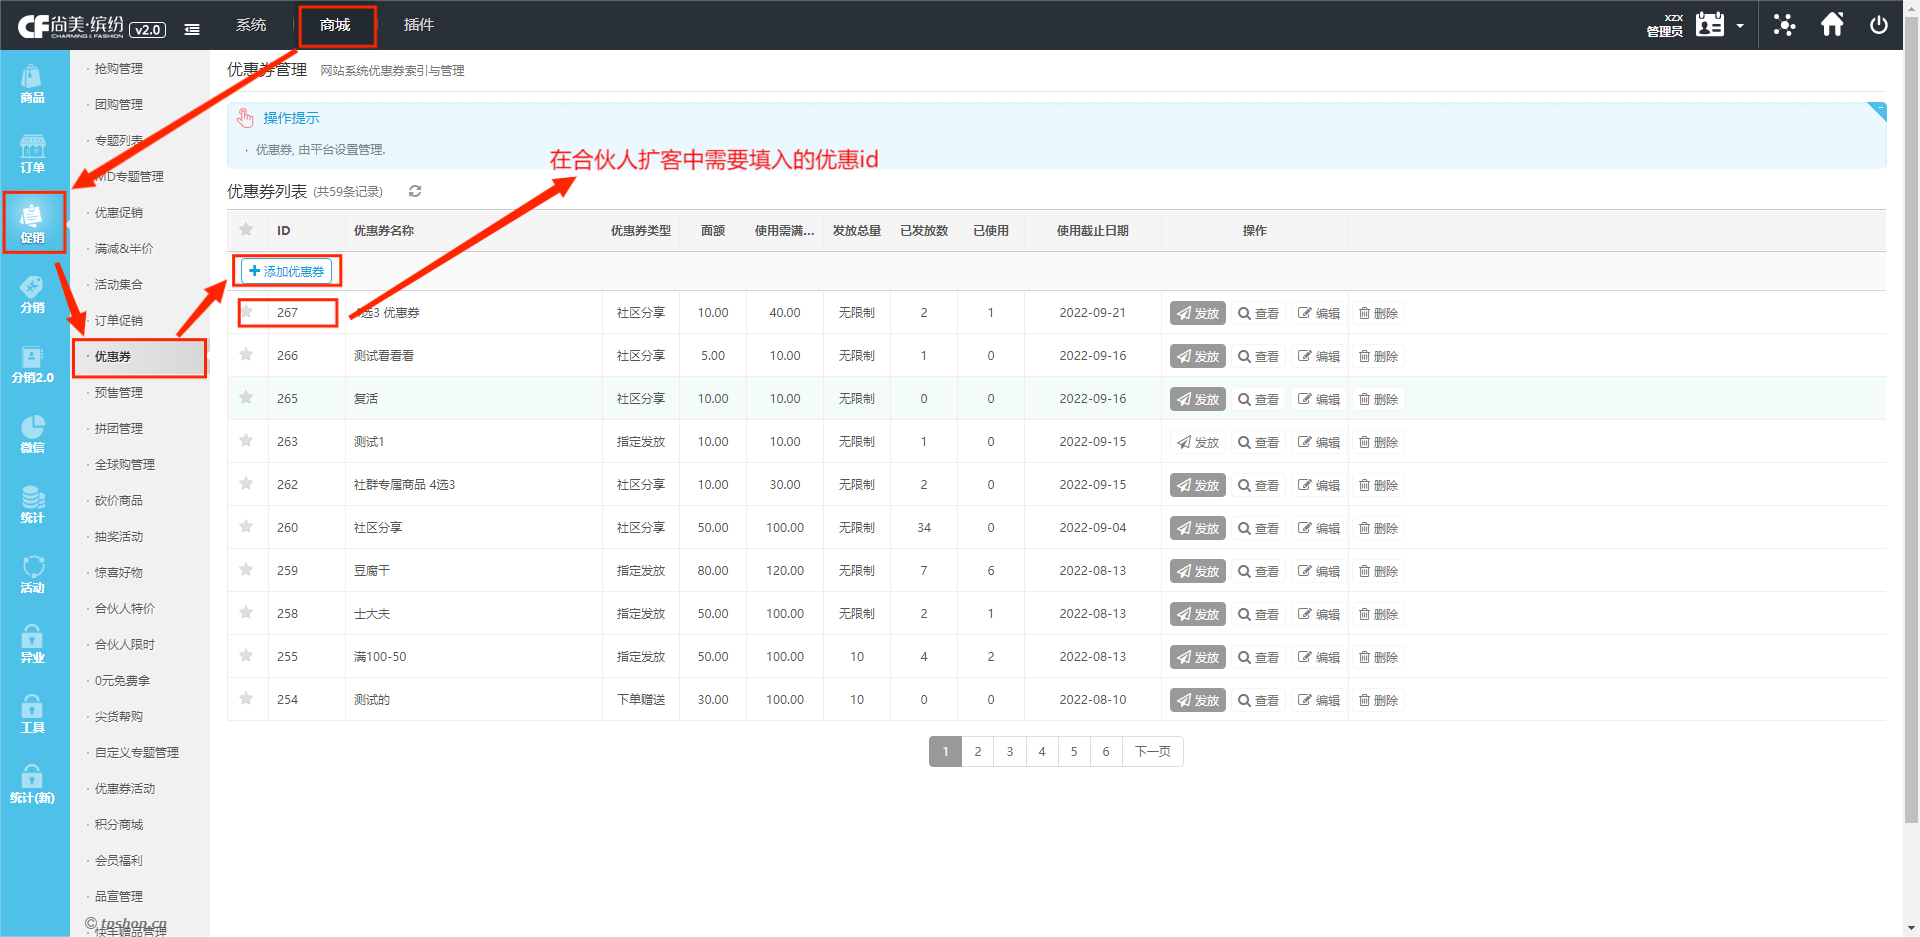 CF 尚美·缤纷 v2.0
CHARMING & FASHION
系统 商城 插件
xzx
管理员
商品
订单
促销
分销
分销2.0
微信
统计
活动
异业
工具
统计(新)
· 抢购管理
· 团购管理
· 专题列表
MD专题管理
· 优惠促销
· 满减&半价
· 活动集合
· 订单促销
· 优惠券
· 预售管理
· 拼团管理
· 全球购管理
· 砍价商品
· 抽奖活动
· 惊喜好物
· 合伙人特价
· 合伙人限时
· 0元免费拿
· 尖货帮购
· 自定义专题管理
· 优惠券活动
· 积分商城
· 会员福利
· 品宣管理
© tpshop.cn
优惠券管理 网站系统优惠券索引与管理
操作提示
· 优惠券, 由平台设置管理.
在合伙人扩客中需要填入的优惠id
优惠券列表 (共59条记录)
ID 优惠券名称 优惠券类型 面额 使用需满... 发放总量 已发放数 已使用 使用截止日期 操作
添加优惠券
267 4选3 优惠券 社区分享 10.00 40.00 无限制 2 1 2022-09-21 发放 查看 编辑 删除
266 测试看看看 社区分享 5.00 10.00 无限制 1 0 2022-09-16 发放 查看 编辑 删除
265 复活 社区分享 10.00 10.00 无限制 0 0 2022-09-16 发放 查看 编辑 删除
263 测试1 指定发放 10.00 10.00 无限制 1 0 2022-09-15 发放 查看 编辑 删除
262 社群专属商品 4选3 社区分享 10.00 30.00 无限制 2 0 2022-09-15 发放 查看 编辑 删除
260 社区分享 社区分享 50.00 100.00 无限制 34 0 2022-09-04 发放 查看 编辑 删除
259 豆腐干 指定发放 80.00 120.00 无限制 7 6 2022-08-13 发放 查看 编辑 删除
258 士大夫 指定发放 50.00 100.00 无限制 2 1 2022-08-13 发放 查看 编辑 删除
255 满100-50 指定发放 50.00 100.00 10 4 2 2022-08-13 发放 查看 编辑 删除
254 测试的 下单赠送 30.00 100.00 10 0 0 2022-08-10 发放 查看 编辑 删除
1 2 3 4 5 6 下一页